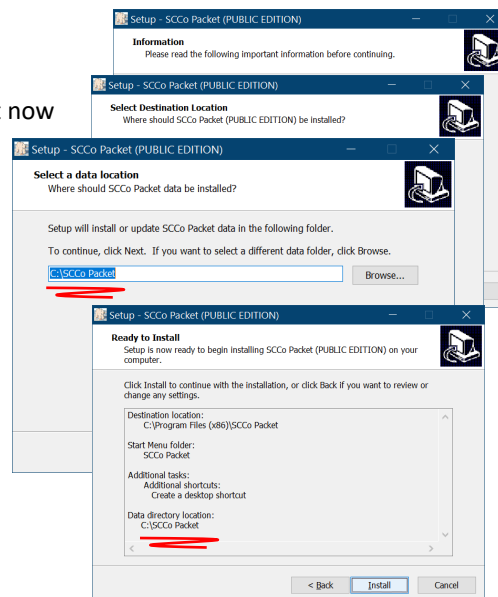 Setup - SCCo Packet (PUBLIC EDITION)
Information
Please read the following important information before continuing.
now
Setup - SCCo Packet (PUBLIC EDITION)
Select Destination Location
Where should SCCo Packet (PUBLIC EDITION) be installed?
Setup - SCCo Packet (PUBLIC EDITION)
Select a data location
Where should SCCo Packet data be installed?
Setup will install or update SCCo Packet data in the following folder.
To continue, click Next. If you want to select a different data folder, click Browse.
C:\SCCo Packet
Browse...
Setup - SCCo Packet (PUBLIC EDITION)
Ready to Install
Setup is now ready to begin installing SCCo Packet (PUBLIC EDITION) on your
computer.
Click Install to continue with the installation, or click Back if you want to review or
change any settings.
Destination location:
C:\Program Files (x86)\SCCo Packet
Start Menu folder:
SCCo Packet
Additional tasks:
Additional shortcuts:
Create a desktop shortcut
Data directory location:
C:\SCCo Packet
< Back
Install
Cancel